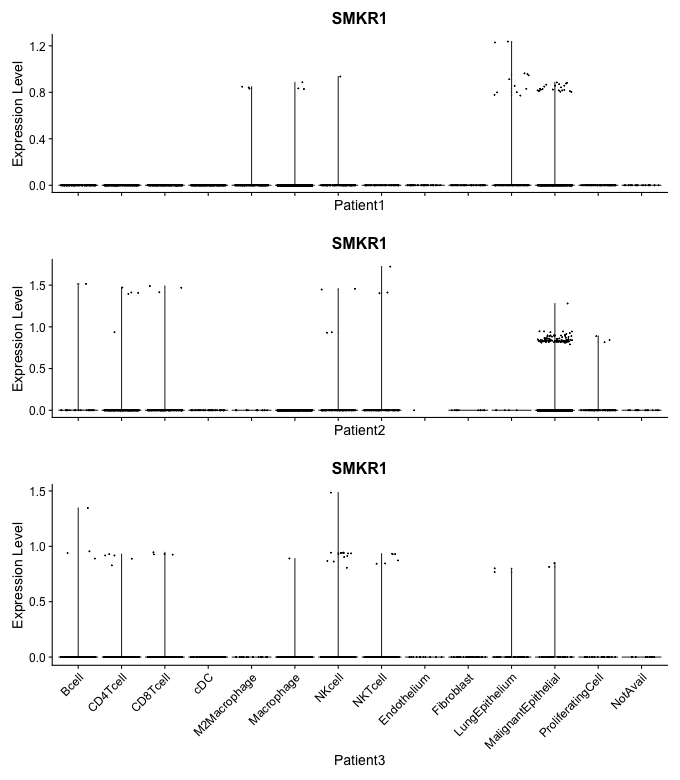 SMKR1
Expression Level
1.2
0.8
0.4
0.0
Patient1
SMKR1
Expression Level
1.5
1.0
0.5
0.0
Patient2
SMKR1
Expression Level
1.5
1.0
0.5
0.0
Bcell
CD4Tcell
CD8Tcell
cDC
M2Macrophage
Macrophage
NKcell
NKTcell
Endothelium
Fibroblast
LungEpithelium
MalignantEpithelial
ProliferatingCell
NotAvail
Patient3